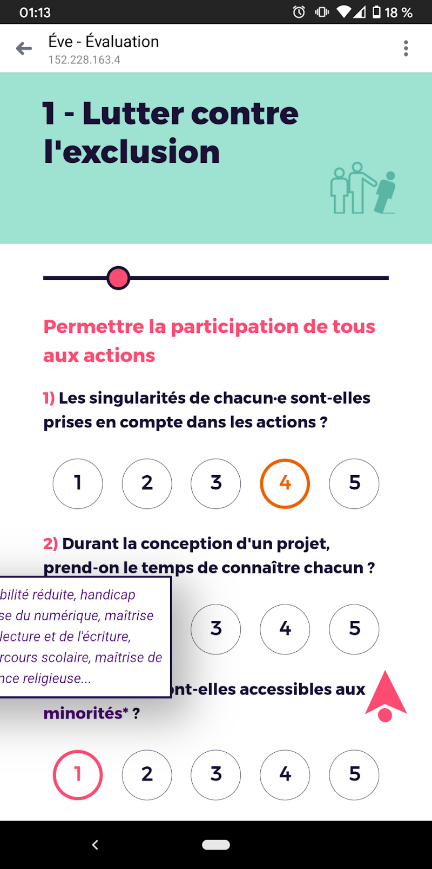 01:13
18 %
Éve - Évaluation
152.228.163.4
1 - Lutter contre
l'exclusion
Permettre la participation de tous
aux actions
1) Les singularités de chacun·e sont-elles
prises en compte dans les actions ?
1 2 3 4 5
2) Durant la conception d'un projet,
prend-on le temps de connaître chacun ?
bilité réduite, handicap
se du numérique, maîtrise
lecture et de l'écriture,
rcours scolaire, maîtrise de
nce religieuse...
3 4 5
ont-elles accessibles aux
minorités* ?
1 2 3 4 5